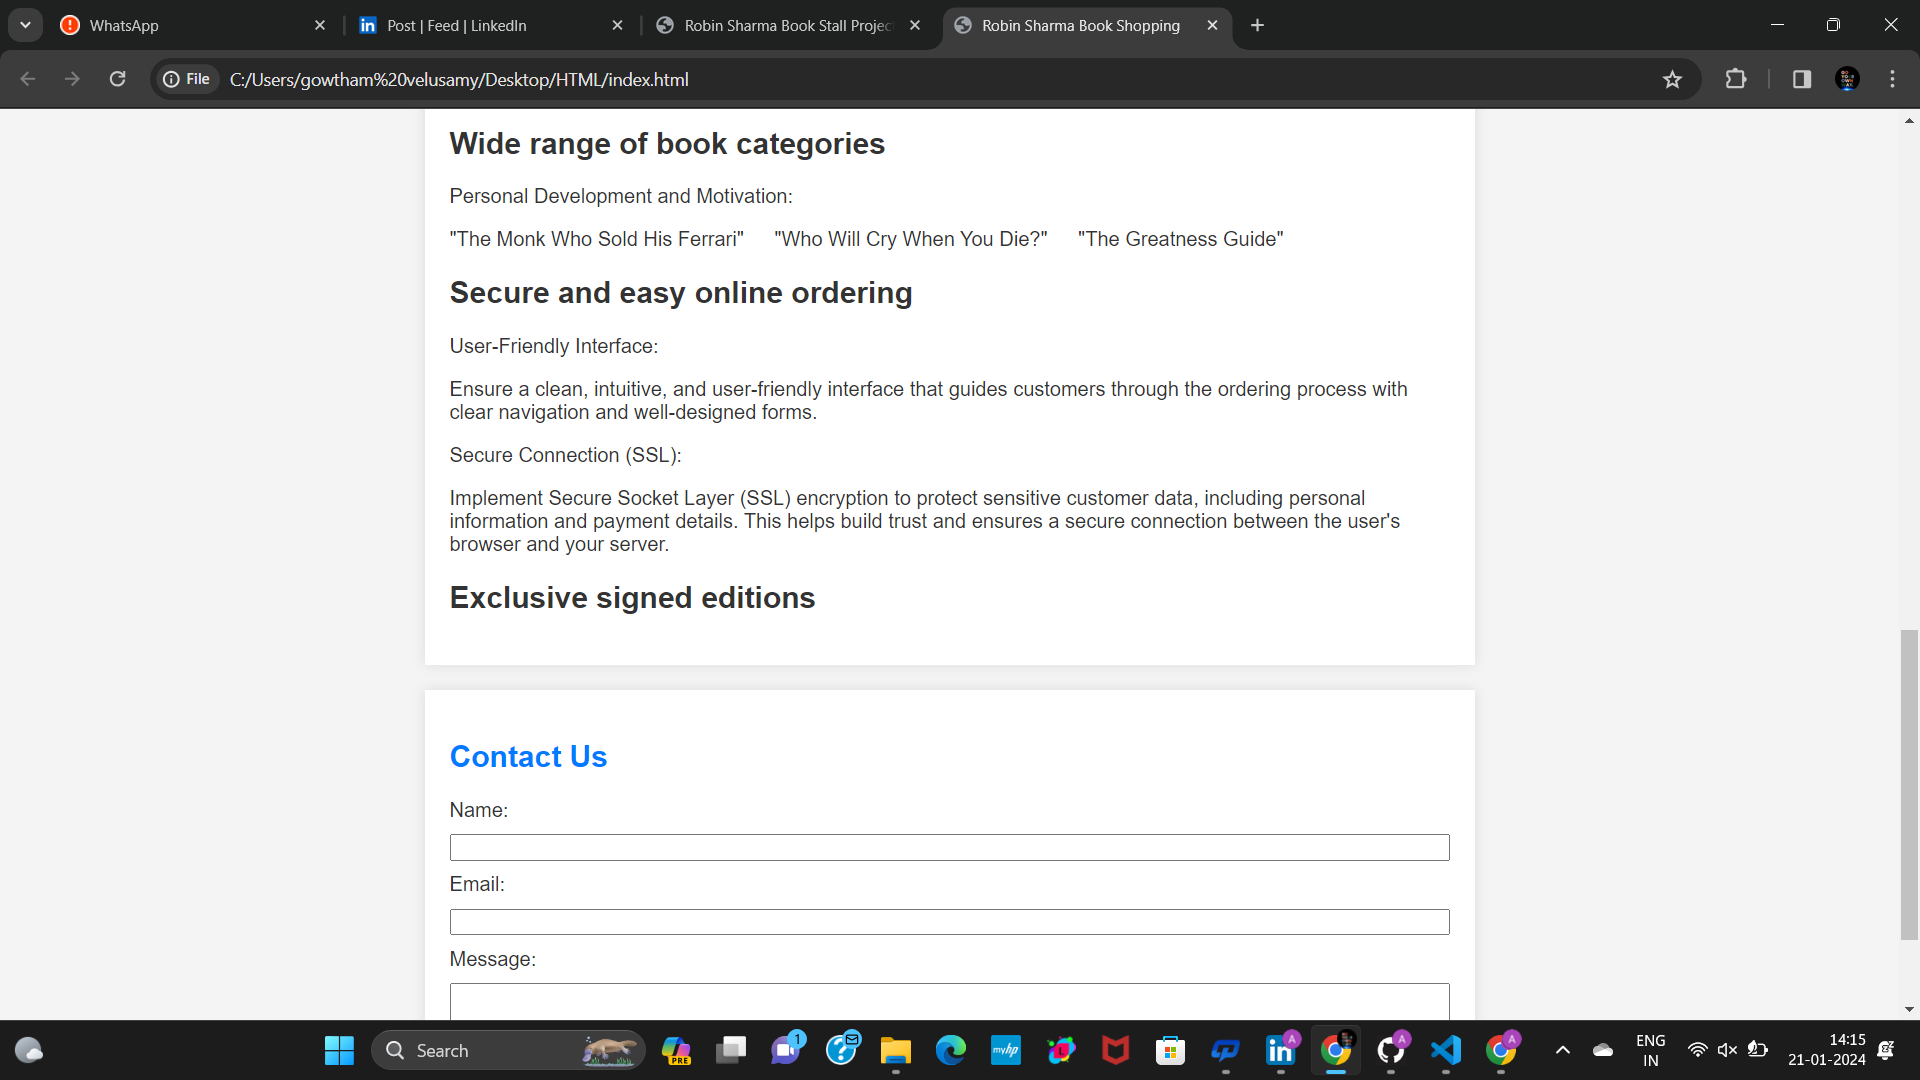 WhatsApp
Post | Feed | LinkedIn
Robin Sharma Book Stall Projec
Robin Sharma Book Shopping
File
C:/Users/gowtham%20velusamy/Desktop/HTML/index.html
Wide range of book categories
Personal Development and Motivation:
"The Monk Who Sold His Ferrari" "Who Will Cry When You Die?" "The Greatness Guide"
Secure and easy online ordering
User-Friendly Interface:
Ensure a clean, intuitive, and user-friendly interface that guides customers through the ordering process with
clear navigation and well-designed forms.
Secure Connection (SSL):
Implement Secure Socket Layer (SSL) encryption to protect sensitive customer data, including personal
information and payment details. This helps build trust and ensures a secure connection between the user's
browser and your server.
Exclusive signed editions
Contact Us
Name:
Email:
Message:
Search
PRE
1
myhp
in
A
A
A
ENG
IN
14:15
21-01-2024